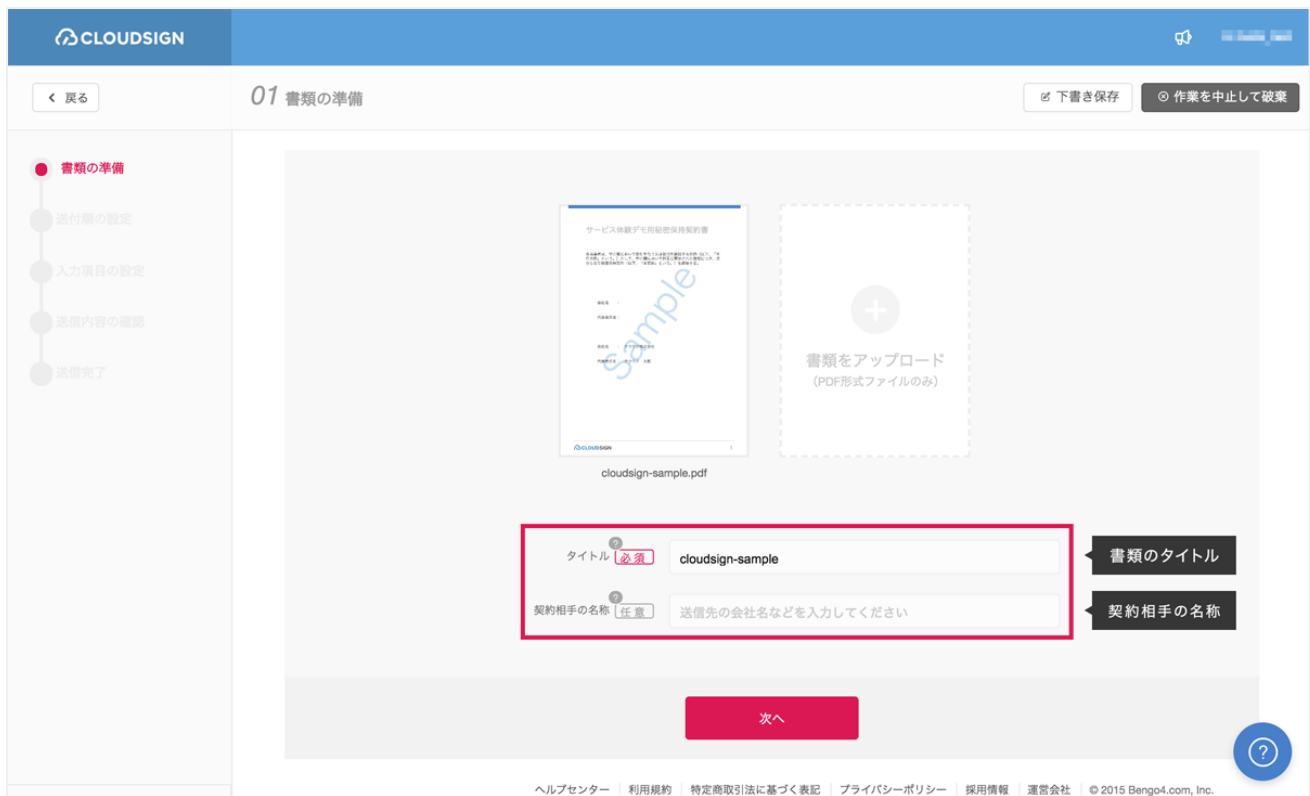 CLOUDSIGN
戻る
01 書類の準備
下書き保存
作業を中止して破棄
書類の準備
送付順の設定
入力項目の設定
送信内容の確認
送信完了
サービス体験デモ用秘密保持契約書
Sample
CLOUDSIGN
1
cloudsign-sample.pdf
書類をアップロード
(PDF形式ファイルのみ)
タイトル ? 必須 cloudsign-sample
書類のタイトル
契約相手の名称 ? 任意 送信先の会社名などを入力してください
契約相手の名称
次へ
?
ヘルプセンター 利用規約 特定商取引法に基づく表記 プライバシーポリシー 採用情報 運営会社 © 2015 Bengo4.com, Inc.